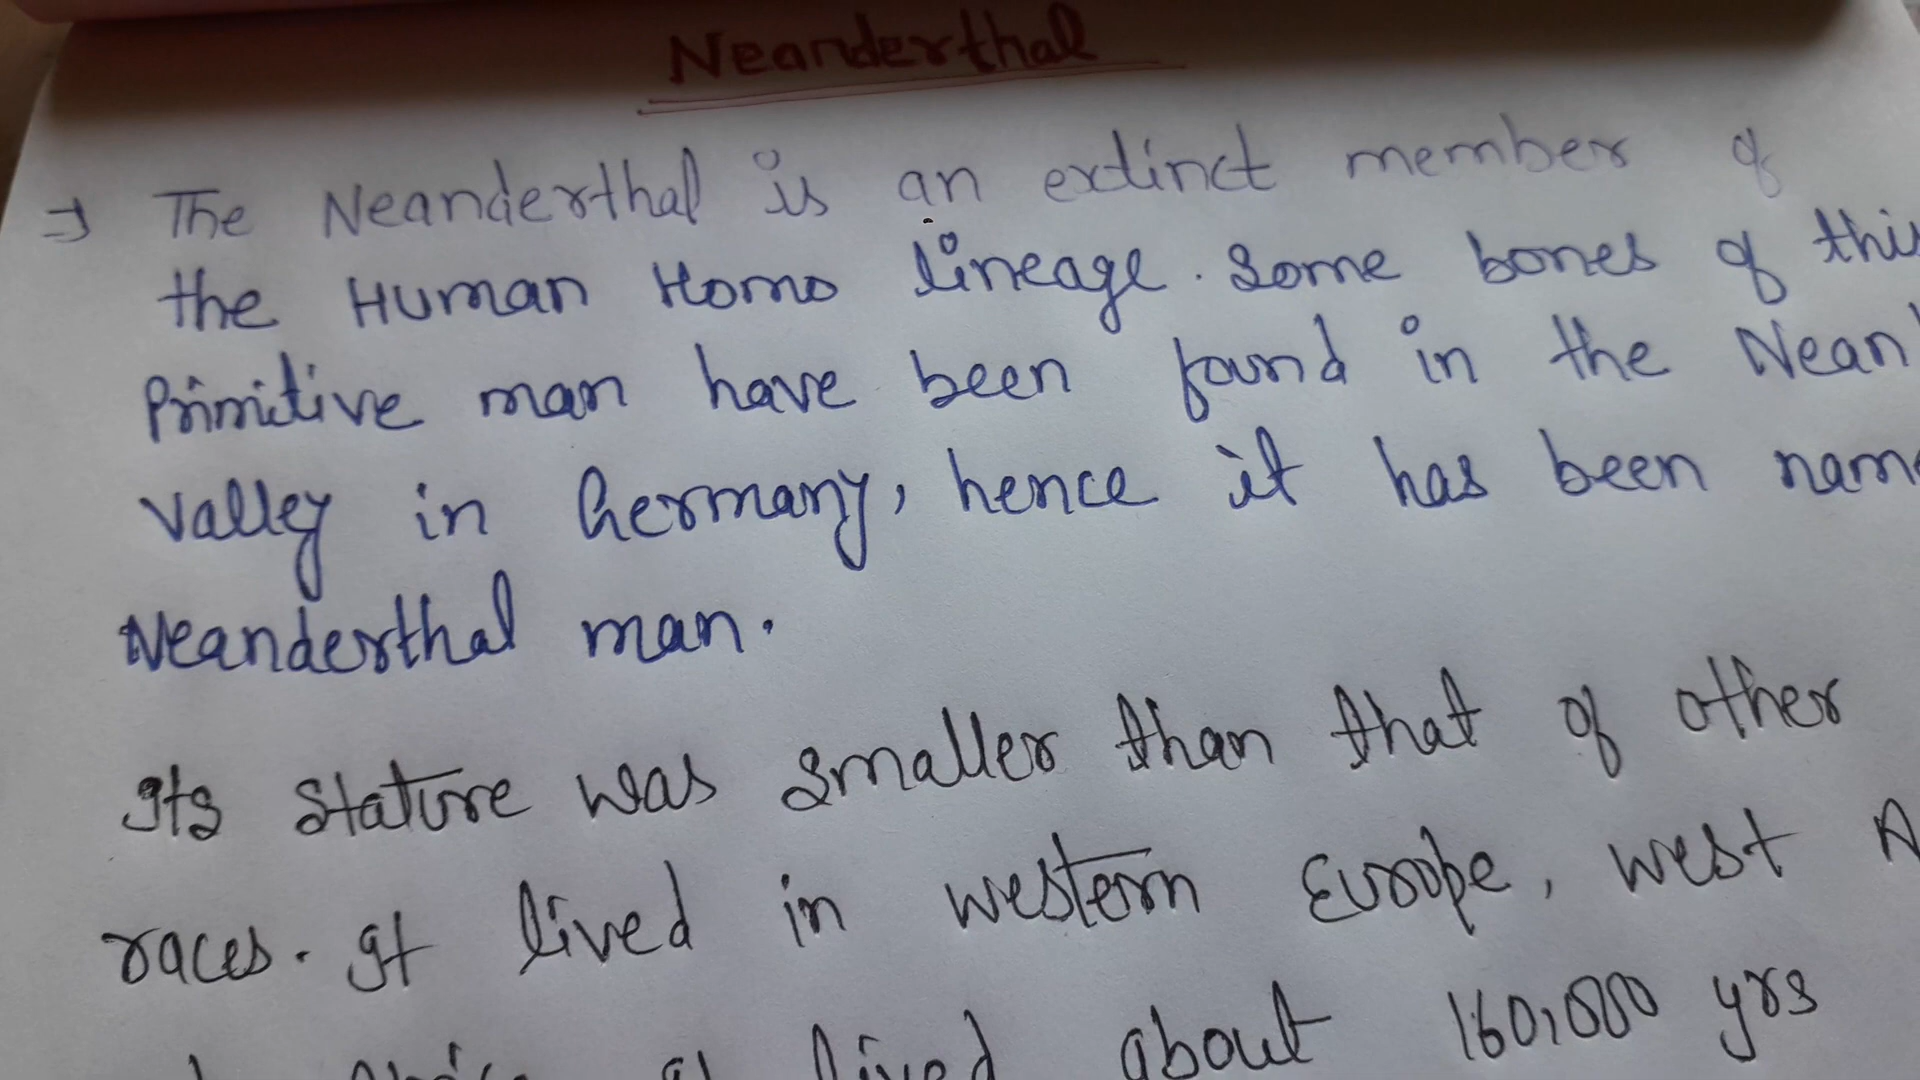 Neanderthal
⇒ The Neanderthal is an extinct member of
the Human Homo lineage. Some bones of this
Primitive man have been found in the Nean
valley in Germany, hence it has been
Neanderthal man.
Its stature was smaller than that of other
races. It lived in western Europe, west A
lived about 160,000 yrs